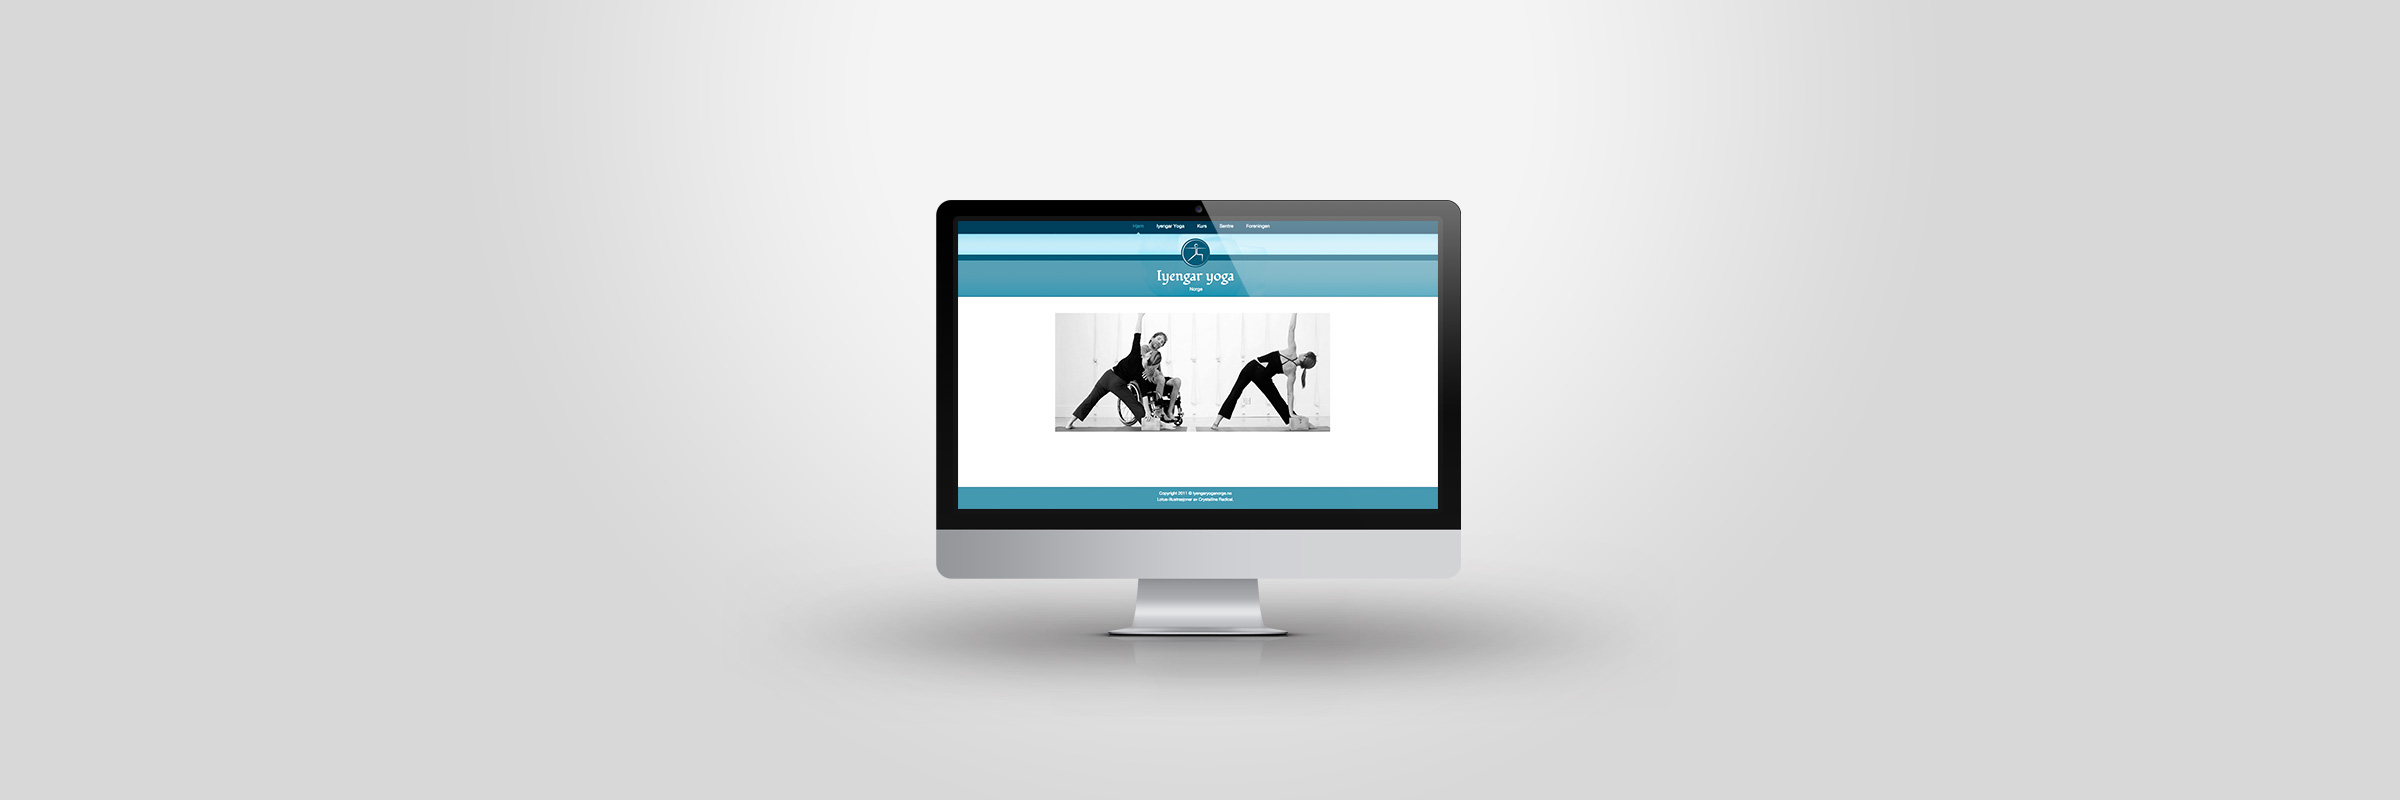 Hjem Iyengar Yoga Kurs Sentre Foreningen
Iyengar yoga
Norge
Copyright 2011 © Iyengaryoganorge.no
Lotus-illustrasjoner av Crystalline Radical.